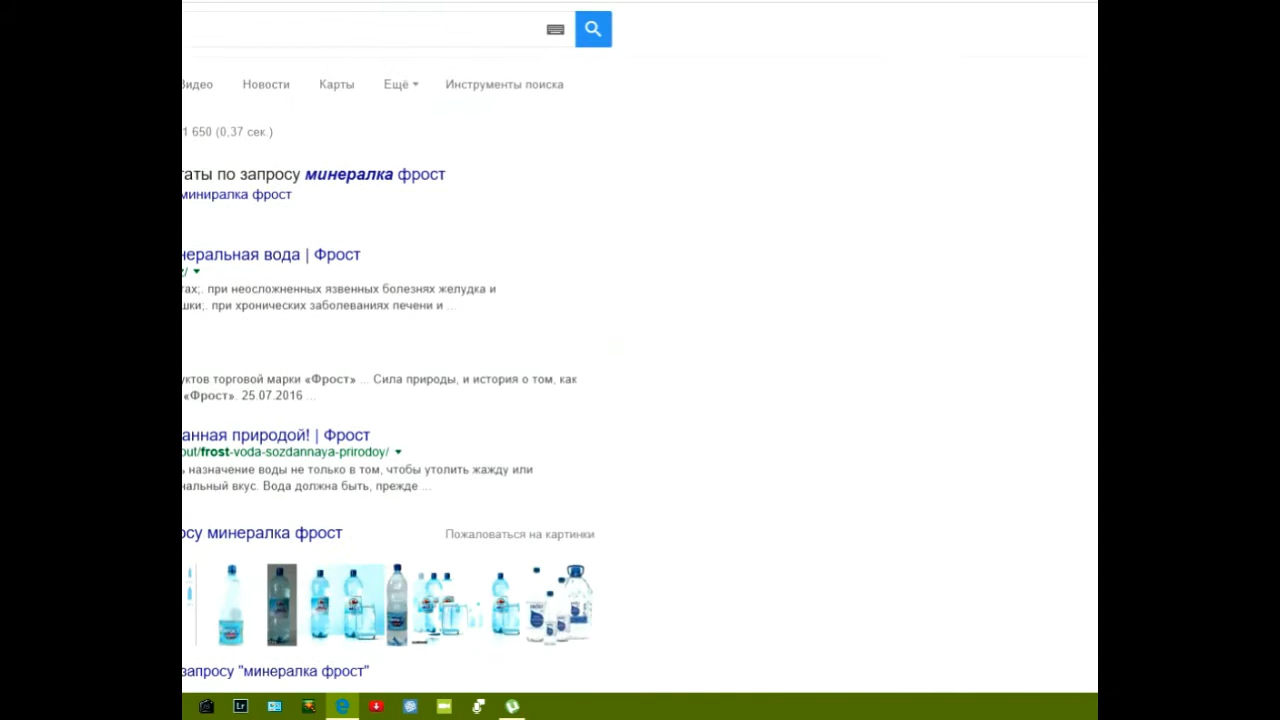 Видео Новости Карты Ещё Инструменты поиска
1 650 (0,37 сек.)
таты по запросу минералка фрост
миниралка фрост
неральная вода | Фрост
z/
тах;. при неосложненных язвенных болезнях желудка и
шки;. при хронических заболеваниях печени и ...
уктов торговой марки «Фрост» ... Сила природы, и история о том, как
«Фрост». 25.07.2016 ...
анная природой! | Фрост
out/frost-voda-sozdannaya-prirodoy/
ь назначение воды не только в том, чтобы утолить жажду или
нальный вкус. Вода должна быть, прежде ...
осу минералка фрост Пожаловаться на картинки
запросу "минералка фрост"
Lr